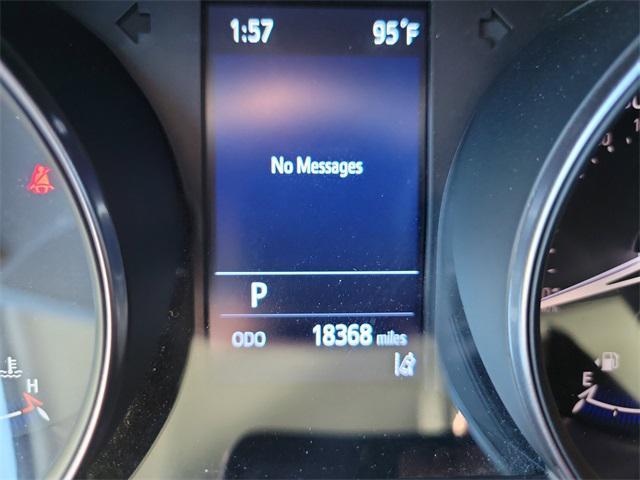 1:57 95°F
No Messages
P
ODO 18368 miles
H
E